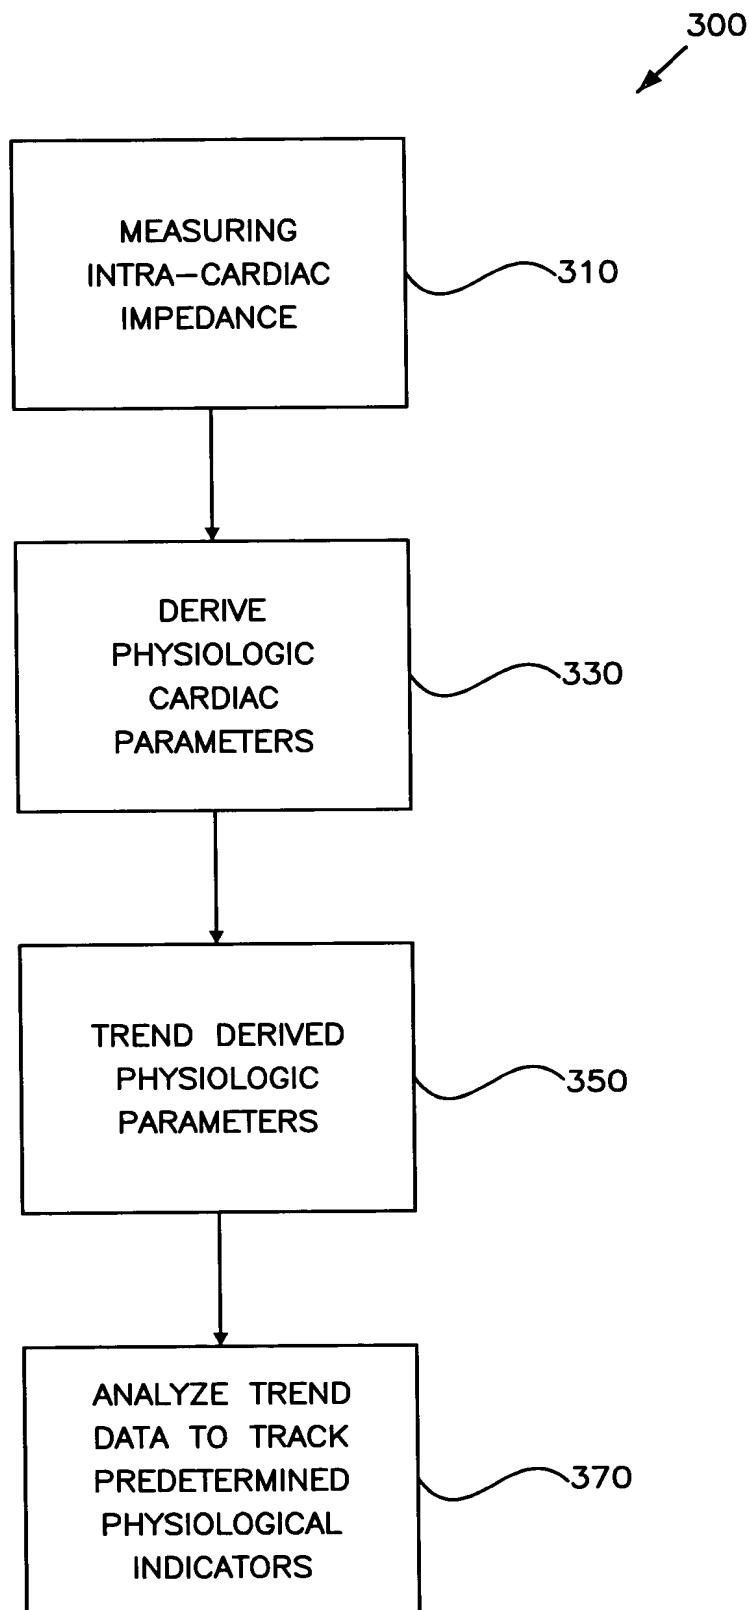 300
MEASURING
INTRA-CARDIAC
IMPEDANCE
310
DERIVE
PHYSIOLOGIC
CARDIAC
PARAMETERS
330
TREND DERIVED
PHYSIOLOGIC
PARAMETERS
350
ANALYZE TREND
DATA TO TRACK
PREDETERMINED
PHYSIOLOGICAL
INDICATORS
370